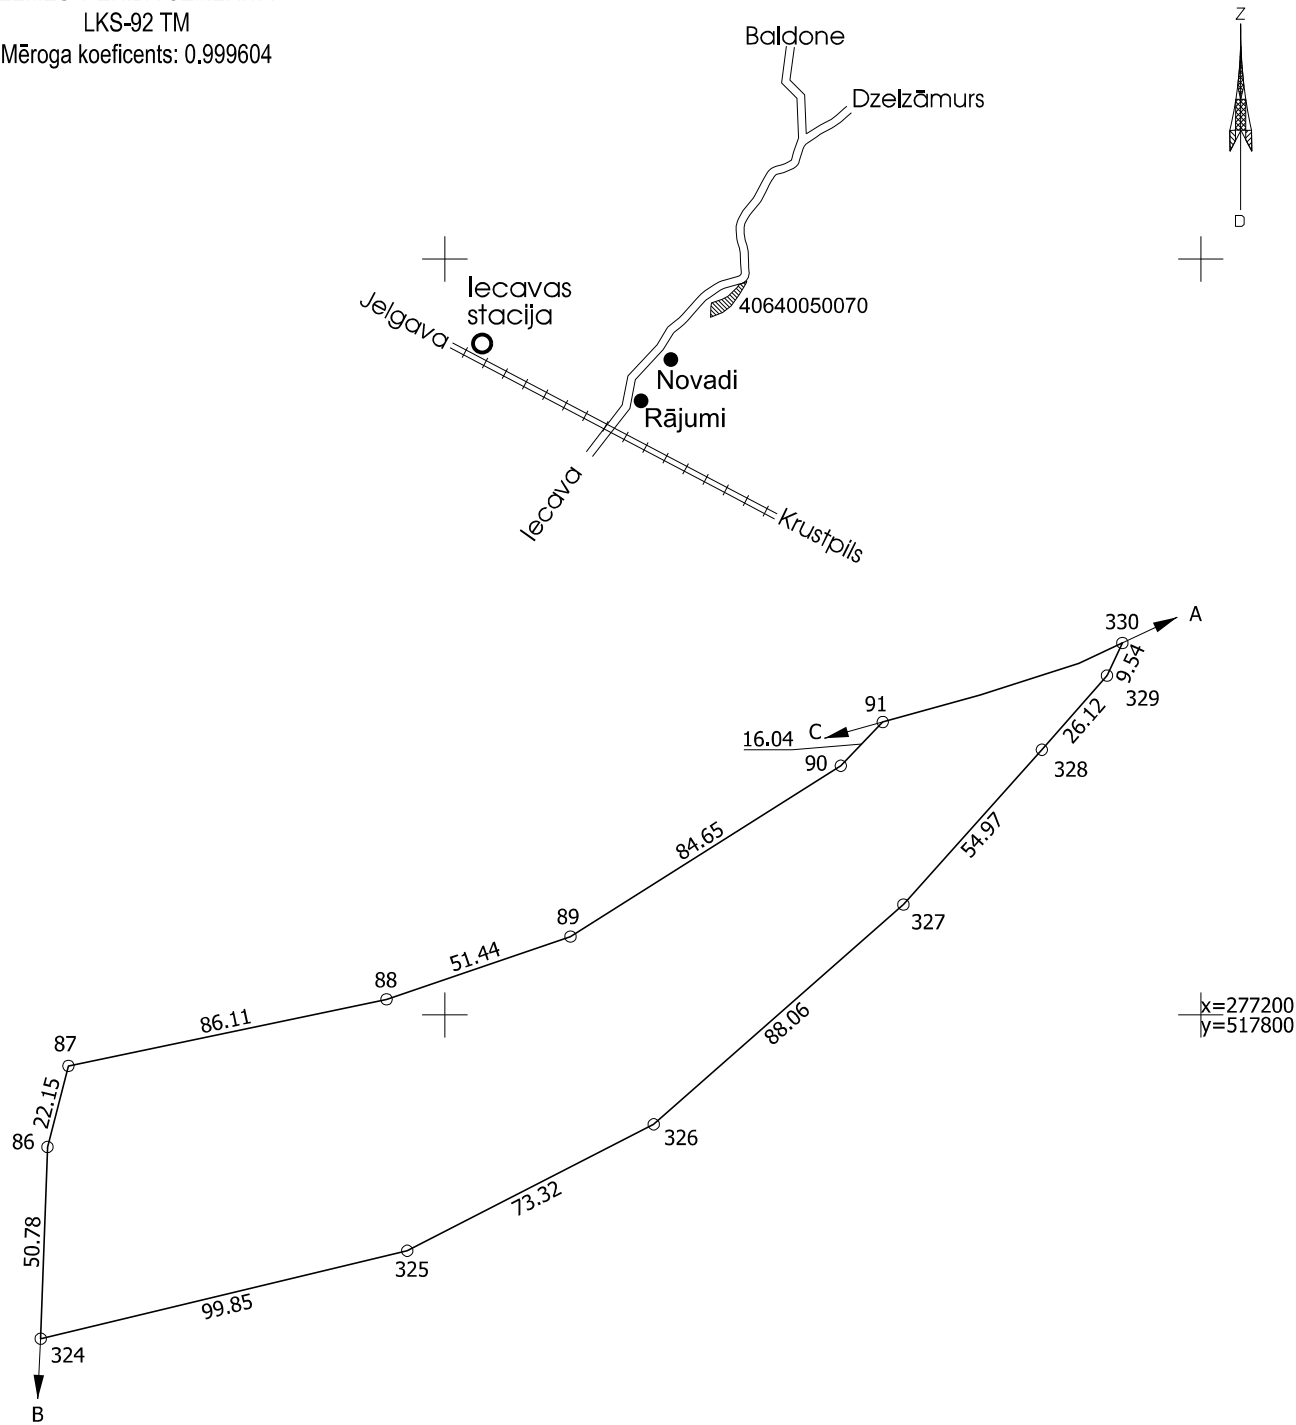 LKS-92 TM
Mēroga koeficents: 0.999604
Z
D
Baldone
Dzelzāmurs
Iecavas
stacija
Jelgava
40640050070
Novadi
Rājumi
Iecava
Krustpils
330
A
9.54
329
91
C
16.04
90
26.12
328
84.65
54.97
89
327
51.44
88
86.11
x=277200
y=517800
87
88.06
22.15
86
326
73.32
50.78
325
99.85
324
B